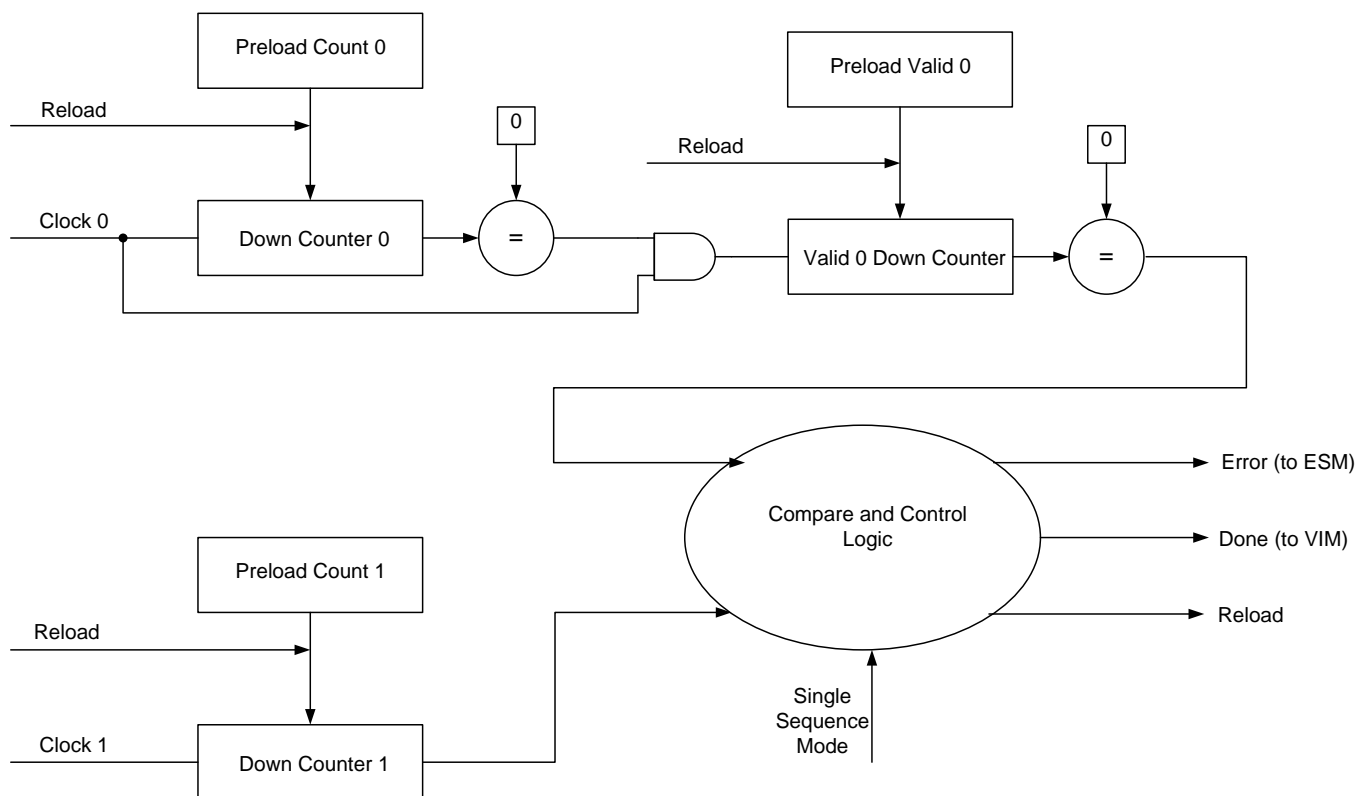 Preload Count 0
Preload Valid 0
Reload
0
0
Reload
Clock 0
Down Counter 0
=
Valid 0 Down Counter
=
Error (to ESM)
Compare and Control
Logic
Done (to VIM)
Preload Count 1
Reload
Reload
Single
Sequence
Mode
Clock 1
Down Counter 1